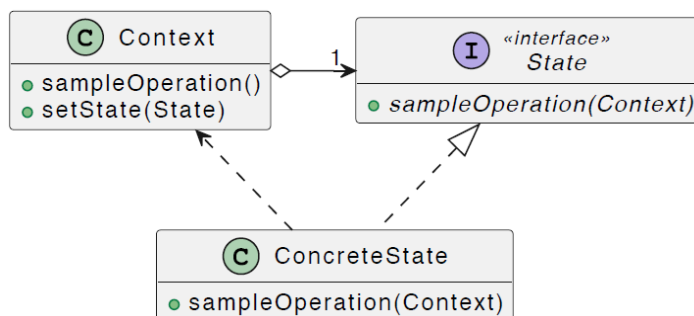 C Context
sampleOperation()
setState(State)
1
I «interface»
State
sampleOperation(Context)
C ConcreteState
sampleOperation(Context)